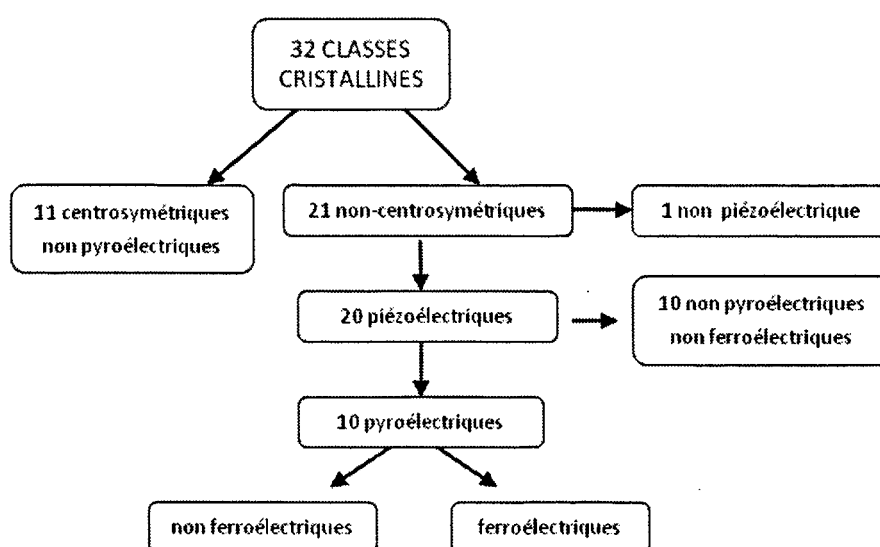 32 CLASSES
CRISTALLINES
11 centrosymétriques
non pyroélectriques
21 non-centrosymétriques
1 non piézoélectrique
20 piézoélectriques
10 non pyroélectriques
non ferroélectriques
10 pyroélectriques
non ferroélectriques
ferroélectriques